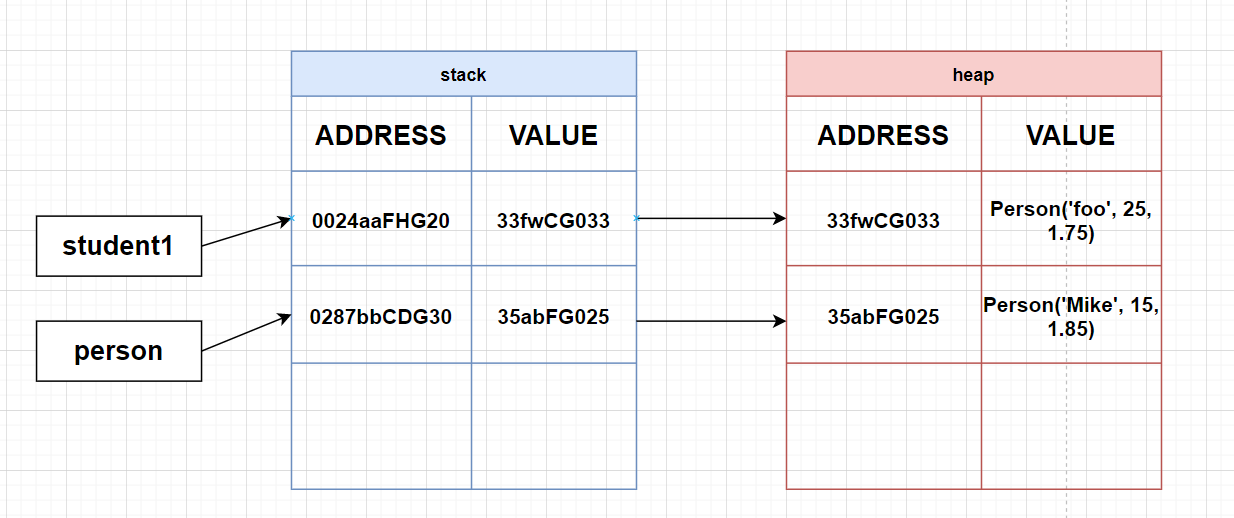 stack
heap
ADDRESS
VALUE
ADDRESS
VALUE
student1
0024aaFHG20
33fwCG033
33fwCG033
Person('foo', 25,
1.75)
person
0287bbCDG30
35abFG025
35abFG025
Person('Mike', 15,
1.85)